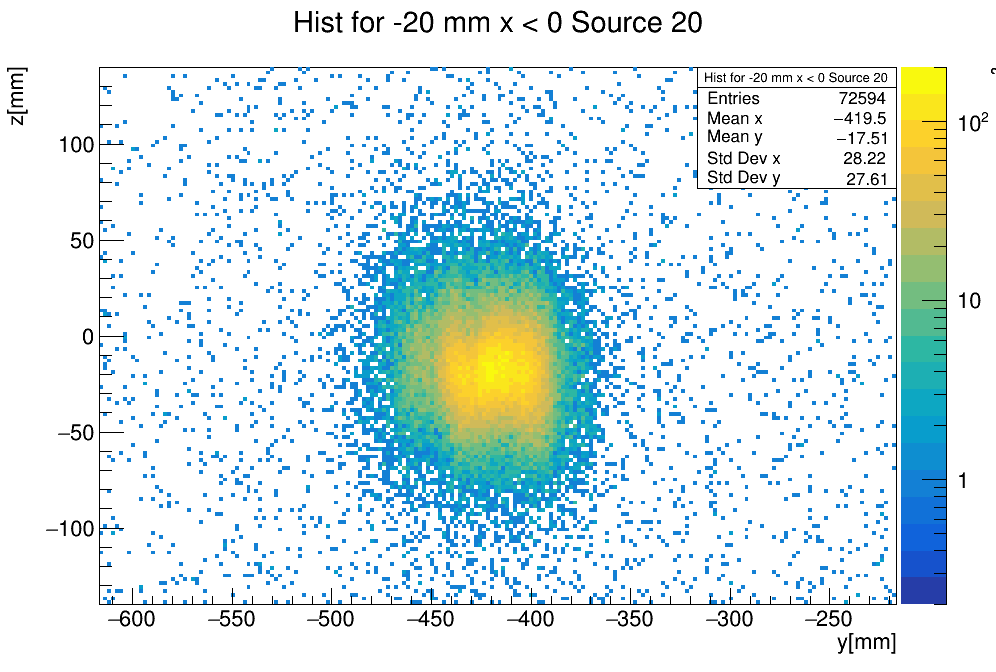 Hist for -20 mm x < 0 Source 20
z[mm]
Hist for -20 mm x < 0 Source 20
Entries 72594
Mean x −419.5
Mean y −17.51
Std Dev x 28.22
Std Dev y 27.61
100
50
0
−50
−100
−600 −550 −500 −450 −400 −350 −300 −250
y[mm]
10²
10
1